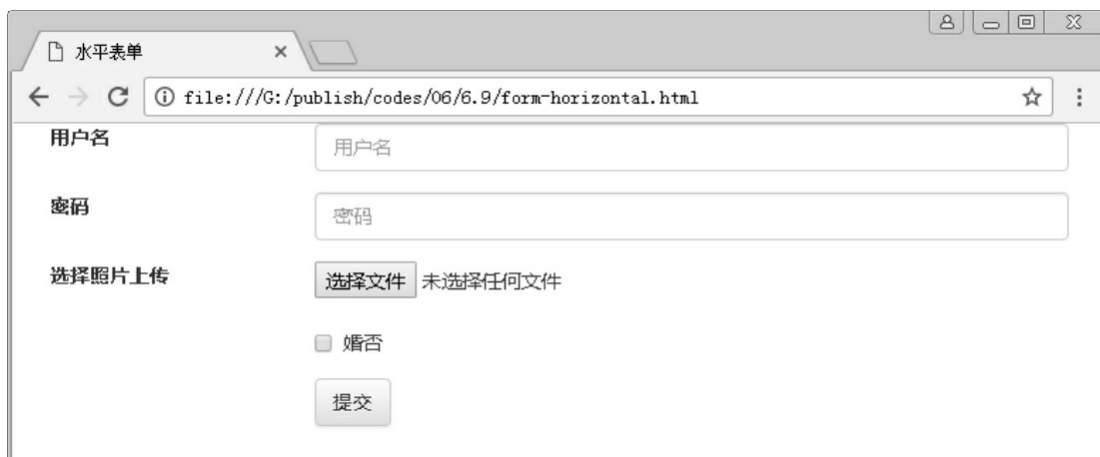 水平表单
file:///G:/publish/codes/06/6.9/form-horizontal.html
用户名 用户名
密码 密码
选择照片上传 选择文件 未选择任何文件
婚否
提交